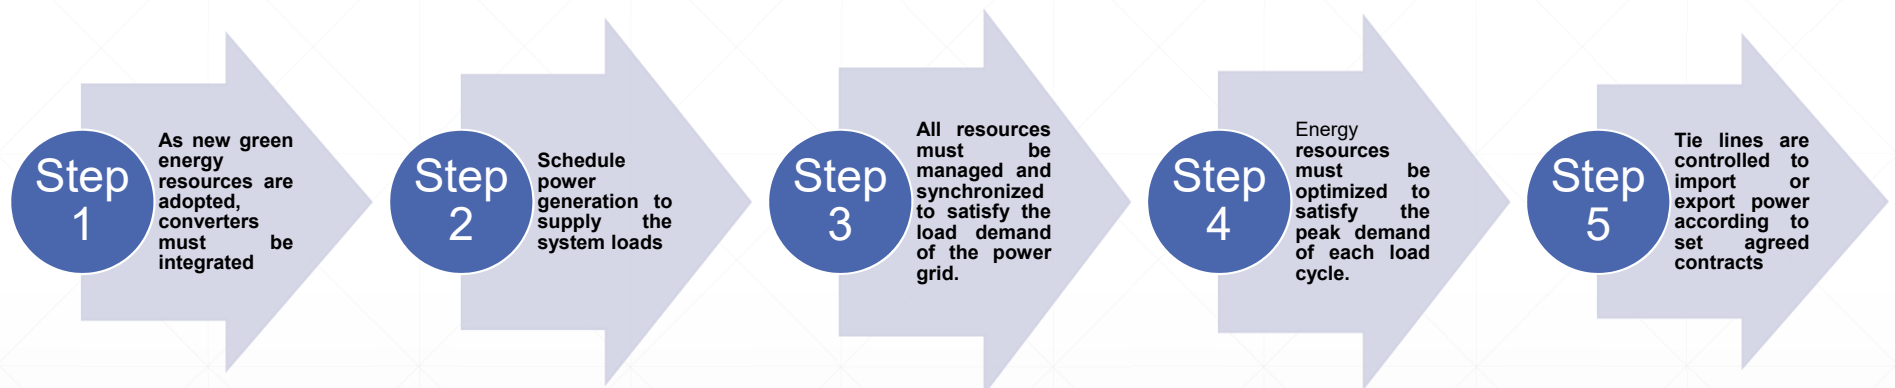 Step
1
As new green
energy
resources are
adopted,
converters
must be
integrated
Step
2
Schedule
power
generation to
supply the
system loads
Step
3
All resources
must be
managed and
synchronized
to satisfy the
load demand
of the power
grid.
Step
4
Energy
resources
must be
optimized to
satisfy the
peak demand
of each load
cycle.
Step
5
Tie lines are
controlled to
import or
export power
according to
set agreed
contracts